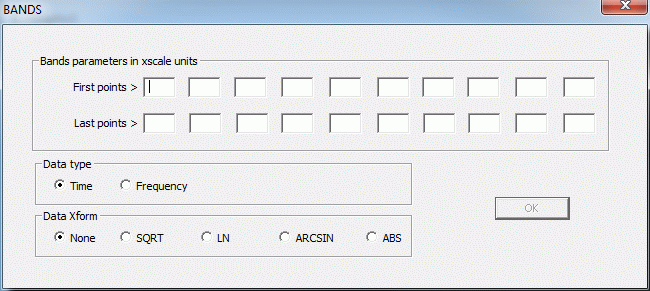 BANDS
Bands parameters in xscale units
First points >
Last points >
Data type
Time Frequency
OK
Data Xform
None SQRT LN ARCSIN ABS